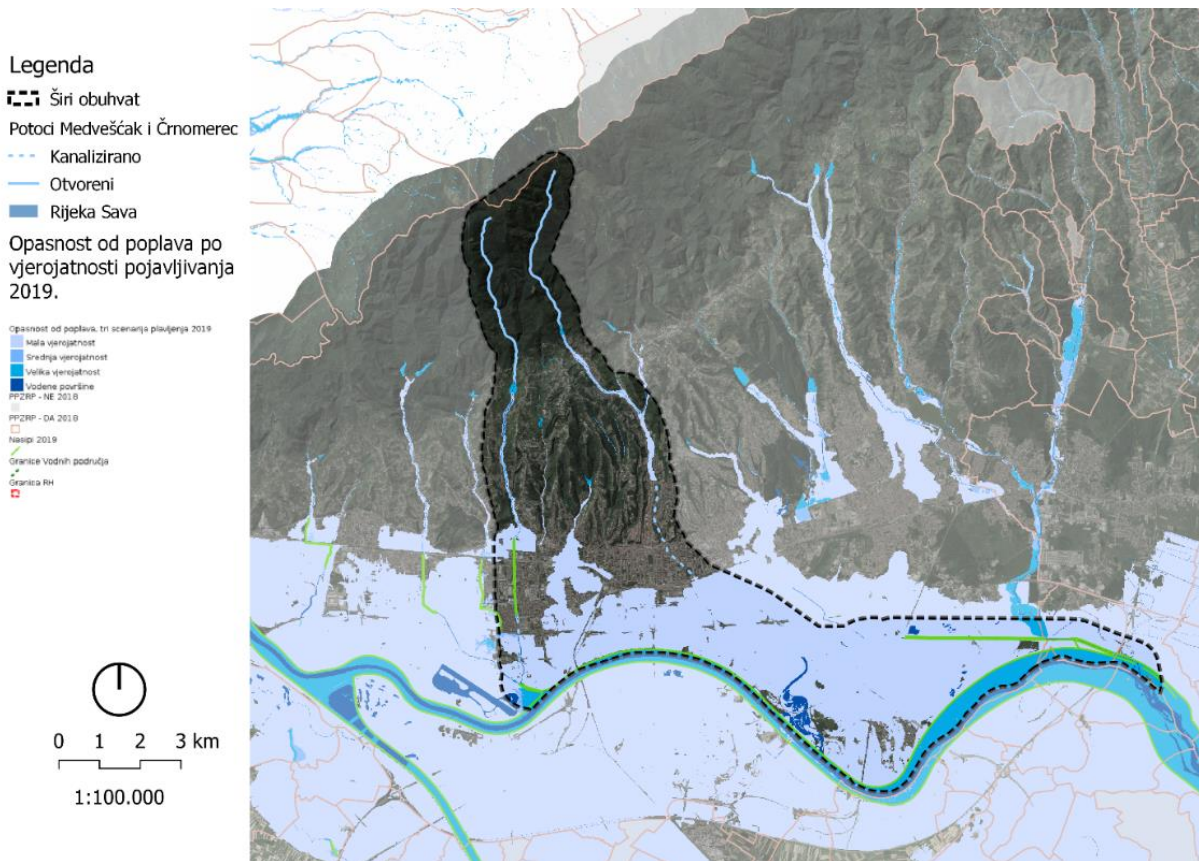 Legenda
Širi obuhvat
Potoci Medvešćak i Črnomerec
Kanalizirano
Otvoreni
Rijeka Sava
Opasnost od poplava po
vjerojatnosti pojavljivanja
2019.
Opasnost od poplava, tri scenarija plavljenja 2019
Mala vjerojatnost
Srednja vjerojatnost
Velika vjerojatnost
Vodene površine
PPZRP - NE 2018
PPZRP - DA 2018
Nasipi 2019
Granice Vodnih područja
Granica RH
0 1 2 3 km
1:100.000